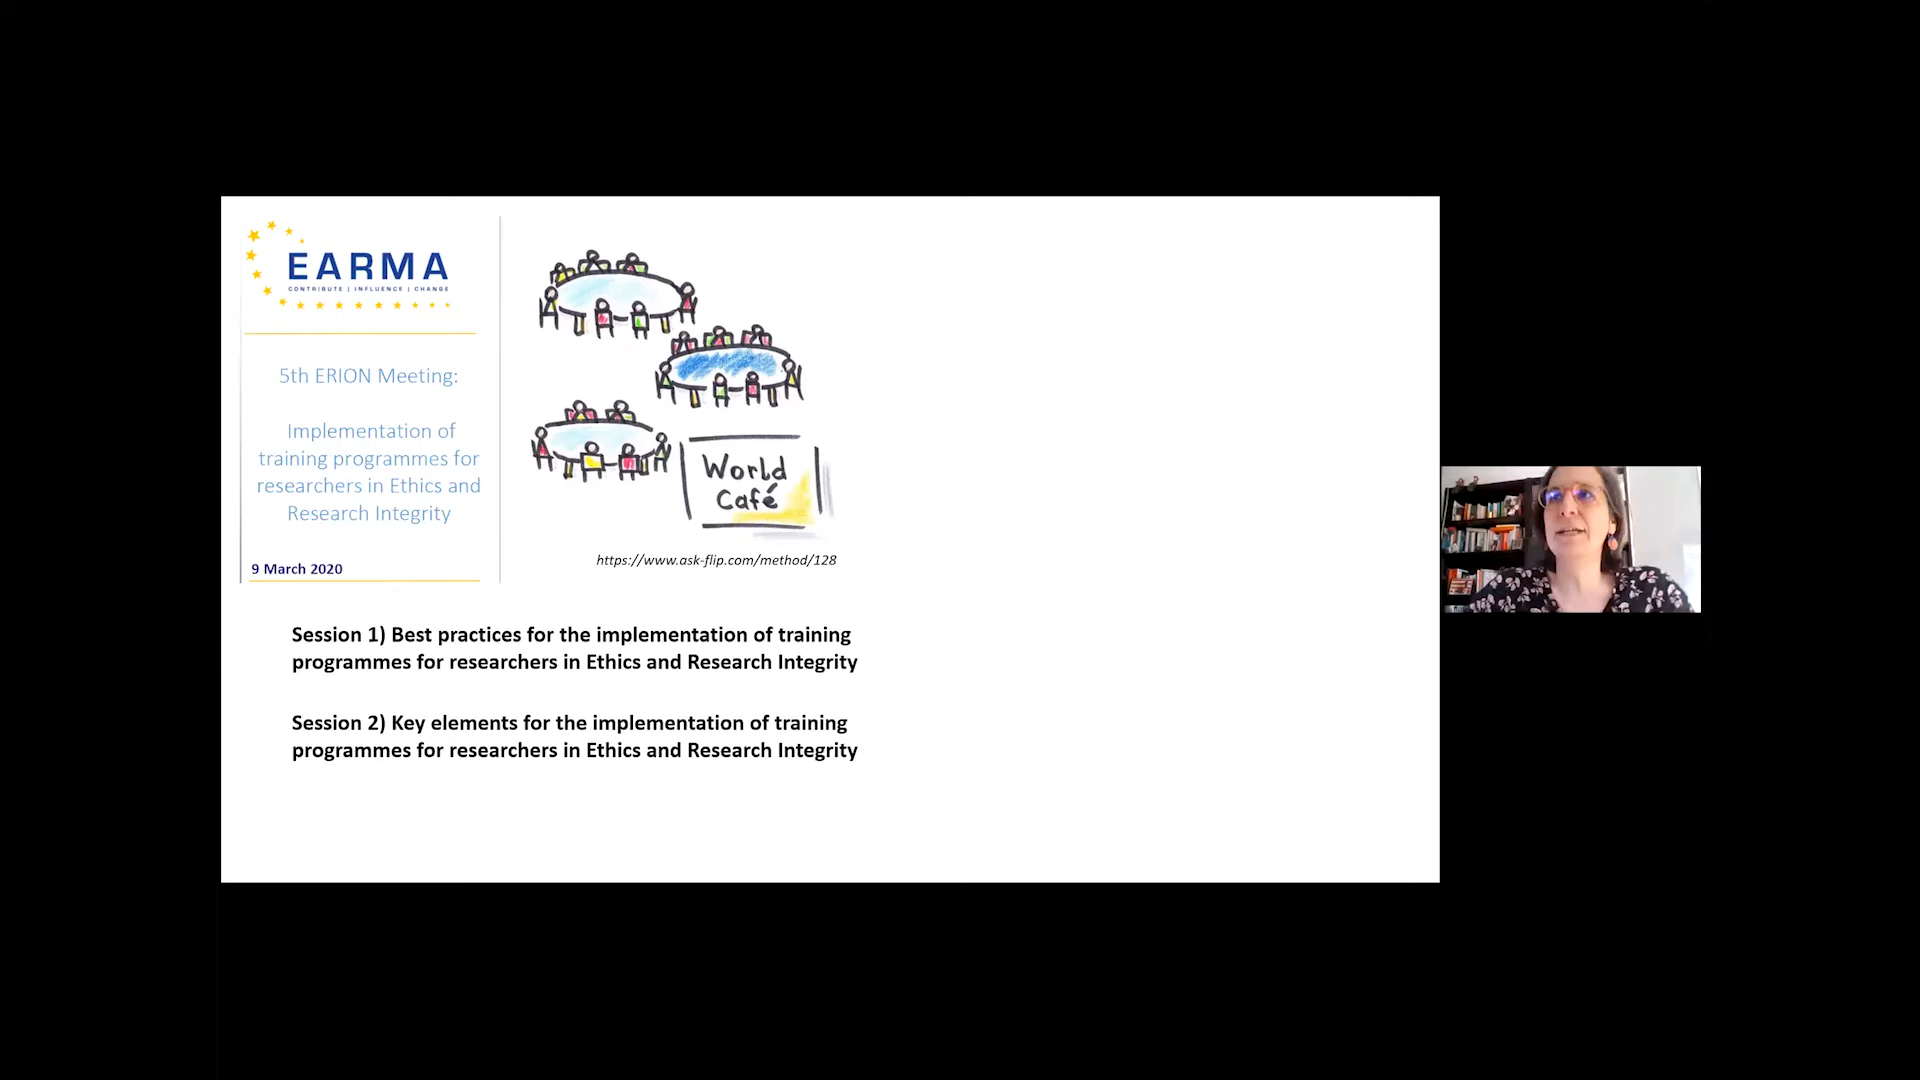 EARMA
CONTRIBUTE | INFLUENCE | CHANGE
5th ERION Meeting:
Implementation of
training programmes for
researchers in Ethics and
Research Integrity
9 March 2020
World
Café
https://www.ask-flip.com/method/128
Session 1) Best practices for the implementation of training
programmes for researchers in Ethics and Research Integrity
Session 2) Key elements for the implementation of training
programmes for researchers in Ethics and Research Integrity